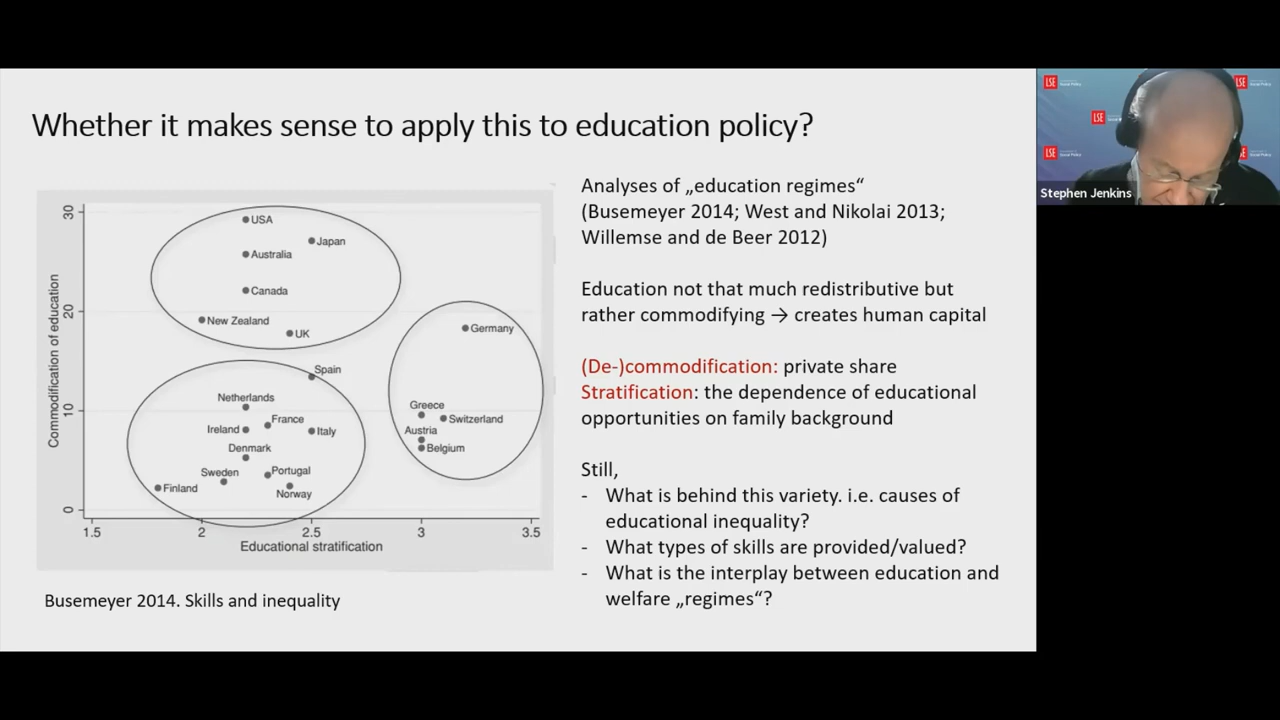 Whether it makes sense to apply this to education policy?
Commodification of education
30
20
10
0
USA
Japan
Australia
Canada
New Zealand
UK
Germany
Spain
Netherlands
Greece
Switzerland
France
Ireland
Italy
Austria
Denmark
Belgium
Sweden
Portugal
Finland
Norway
1.5
2
2.5
3
3.5
Educational stratification
Busemeyer 2014. Skills and inequality
Analyses of „education regimes“
(Busemeyer 2014; West and Nikolai 2013;
Willemse and de Beer 2012)
Education not that much redistributive but
rather commodifying → creates human capital
(De-)commodification: private share
Stratification: the dependence of educational
opportunities on family background
Still,
- What is behind this variety. i.e. causes of
educational inequality?
- What types of skills are provided/valued?
- What is the interplay between education and
welfare „regimes“?
LSE
LSE
LSE
Stephen Jenkins